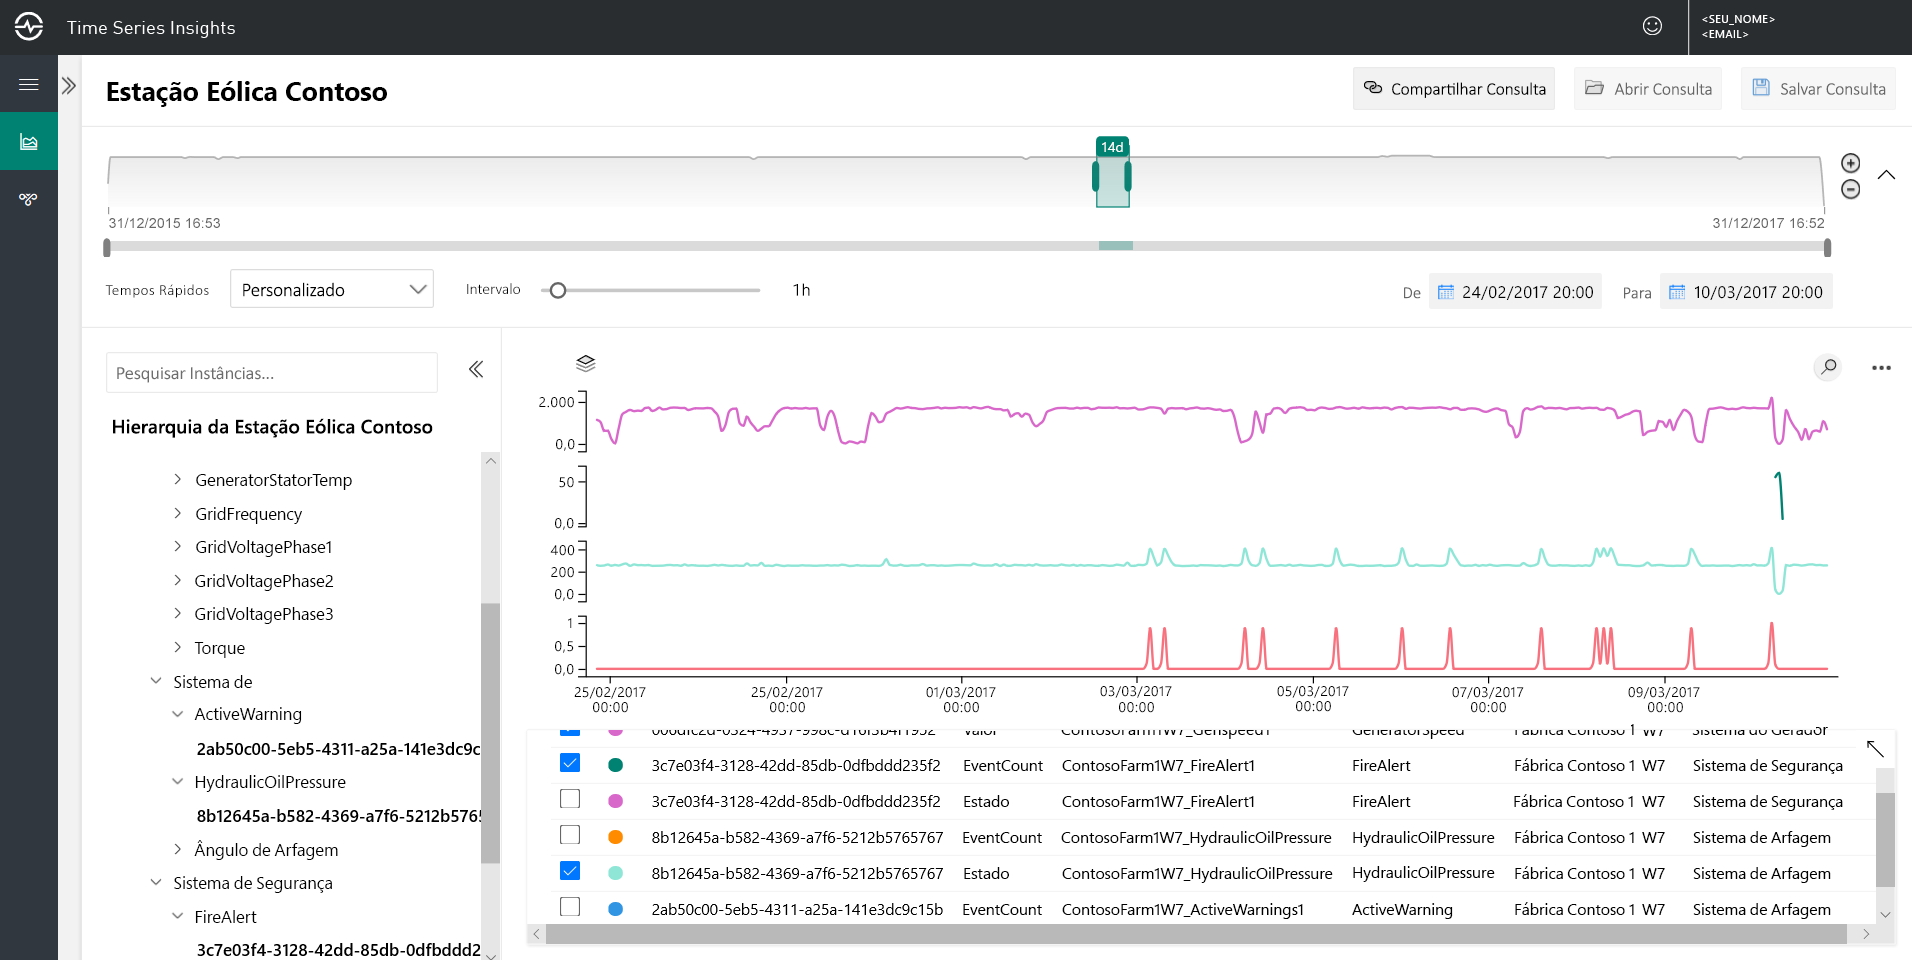 Time Series Insights
<SEU_NOME>
<EMAIL>
Estação Eólica Contoso
Compartilhar Consulta
Abrir Consulta
Salvar Consulta
14d
31/12/2015 16:53
31/12/2017 16:52
Tempos Rápidos
Personalizado
Intervalo
1h
De
24/02/2017 20:00
Para
10/03/2017 20:00
Pesquisar Instâncias...
Hierarquia da Estação Eólica Contoso
GeneratorStatorTemp
GridFrequency
GridVoltagePhase1
GridVoltagePhase2
GridVoltagePhase3
Torque
Sistema de
ActiveWarning
2ab50c00-5eb5-4311-a25a-141e3dc9c
HydraulicOilPressure
8b12645a-b582-4369-a7f6-5212b576
Ângulo de Arfagem
Sistema de Segurança
FireAlert
3c7e03f4-3128-42dd-85db-0dfbddd2
2.000
0,0
50
0,0
400
200
0,0
1
0,5
0,0
25/02/2017 00:00
25/02/2017 00:00
01/03/2017 00:00
03/03/2017 00:00
05/03/2017 00:00
07/03/2017 00:00
09/03/2017 00:00
006dfc2d-0324-4937-998c-d16f3b4f1952 Valor ContosoFarm1W7_GenSpeed1 GeneratorSpeed Fábrica Contoso 1 W7 Sistema do Gerador
3c7e03f4-3128-42dd-85db-0dfbddd235f2 EventCount ContosoFarm1W7_FireAlert1 FireAlert Fábrica Contoso 1 W7 Sistema de Segurança
3c7e03f4-3128-42dd-85db-0dfbddd235f2 Estado ContosoFarm1W7_FireAlert1 FireAlert Fábrica Contoso 1 W7 Sistema de Segurança
8b12645a-b582-4369-a7f6-5212b5765767 EventCount ContosoFarm1W7_HydraulicOilPressure HydraulicOilPressure Fábrica Contoso 1 W7 Sistema de Arfagem
8b12645a-b582-4369-a7f6-5212b5765767 Estado ContosoFarm1W7_HydraulicOilPressure HydraulicOilPressure Fábrica Contoso 1 W7 Sistema de Arfagem
2ab50c00-5eb5-4311-a25a-141e3dc9c15b EventCount ContosoFarm1W7_ActiveWarnings1 ActiveWarning Fábrica Contoso 1 W7 Sistema de Arfagem